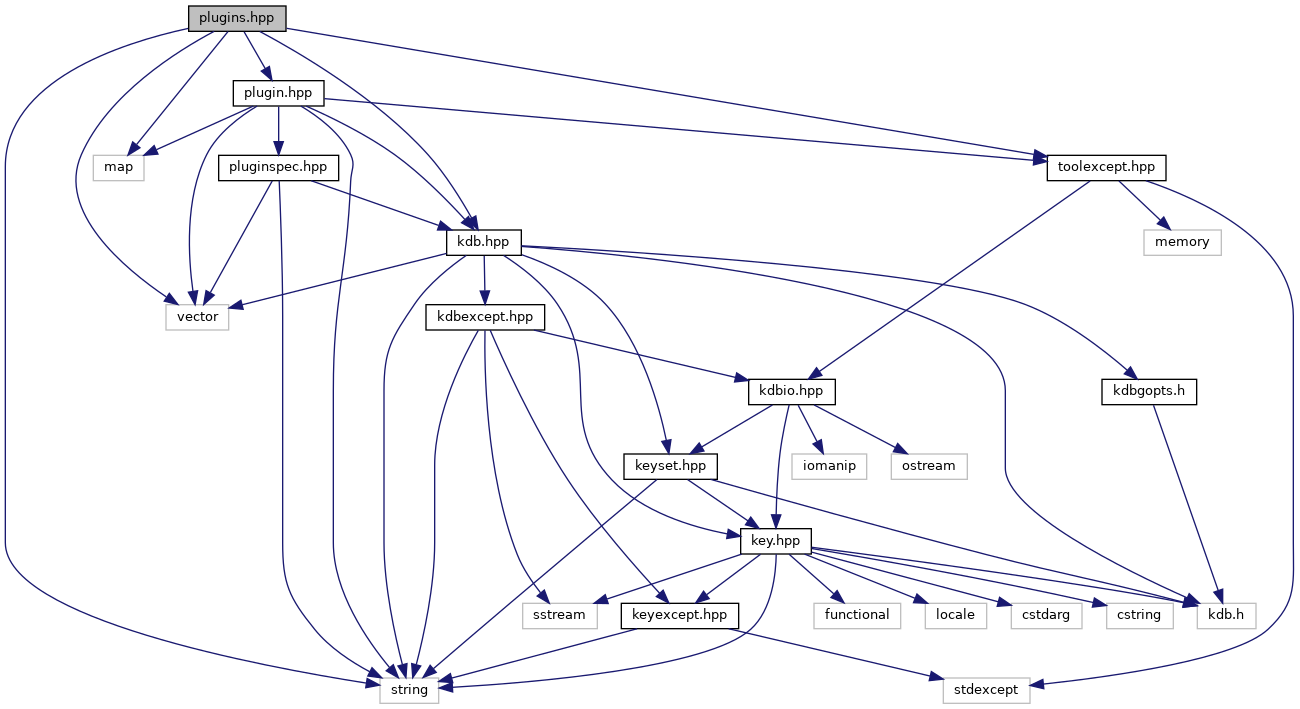 plugins.hpp
plugin.hpp
map
pluginspec.hpp
toolexcept.hpp
kdb.hpp
memory
vector
kdbexcept.hpp
kdbio.hpp
kdbgopts.h
keyset.hpp
iomanip
ostream
key.hpp
sstream
keyexcept.hpp
functional
locale
cstdarg
cstring
kdb.h
string
stdexcept